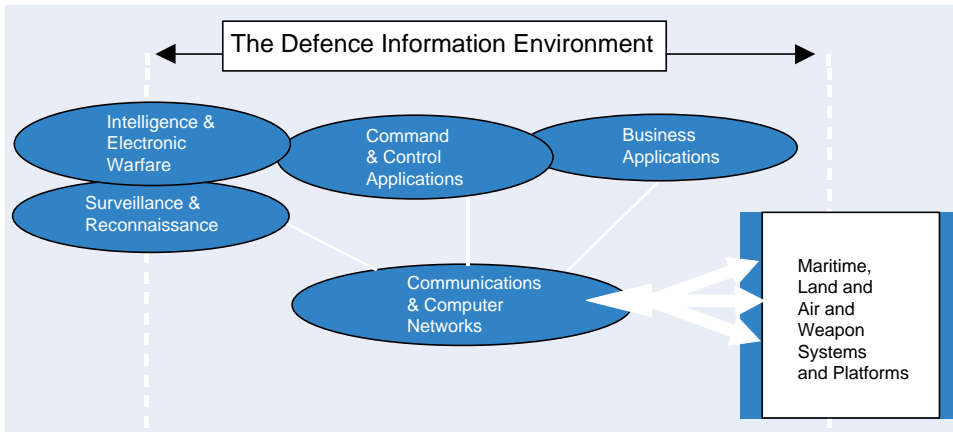 The Defence Information Environment
Intelligence &
Electronic
Warfare
Command
& Control
Applications
Business
Applications
Surveillance &
Reconnaissance
Communications
& Computer
Networks
Maritime,
Land and
Air and
Weapon
Systems
and Platforms